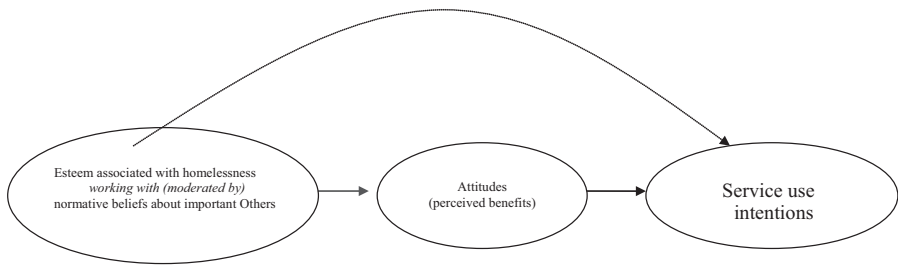 Esteem associated with homelessness
working with (moderated by)
normative beliefs about important Others
Attitudes
(perceived benefits)
Service use
intentions